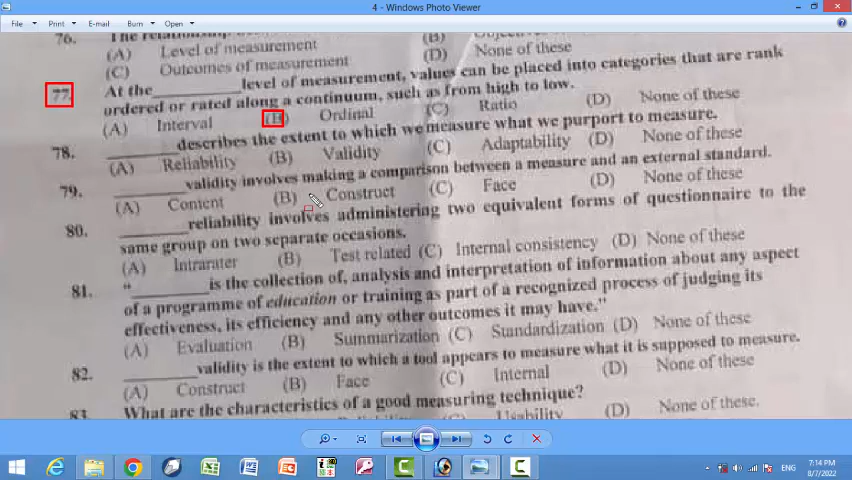 4 - Windows Photo Viewer
File Print E-mail Burn Open
76. The
(A) Level of measurement (B)
(C) Outcomes of measurement (D) None of these
77. At the __________level of measurement, values can be placed into categories that are rank
ordered or rated along a continuum, such as from high to low.
(A) Interval (B) Ordinal (C) Ratio (D) None of these
78. __________describes the extent to which we measure what we purport to measure.
(A) Reliability (B) Validity (C) Adaptability (D) None of these
79. __________validity involves making a comparison between a measure and an external standard.
(A) Content (B) Construct (C) Face (D) None of these
80. __________reliability involves administering two equivalent forms of questionnaire to the
same group on two separate occasions.
(A) Intrarater (B) Test related (C) Internal consistency (D) None of these
81. "__________is the collection of, analysis and interpretation of information about any aspect
of a programme of education or training as part of a recognized process of judging its
effectiveness, its efficiency and any other outcomes it may have."
(A) Evaluation (B) Summarization (C) Standardization (D) None of these
82. __________validity is the extent to which a tool appears to measure what it is supposed to measure.
(A) Construct (B) Face (C) Internal (D) None of these
83. What are the characteristics of a good measuring technique?
Usability (D) None of these.
ENG 7:14 PM
8/7/2022